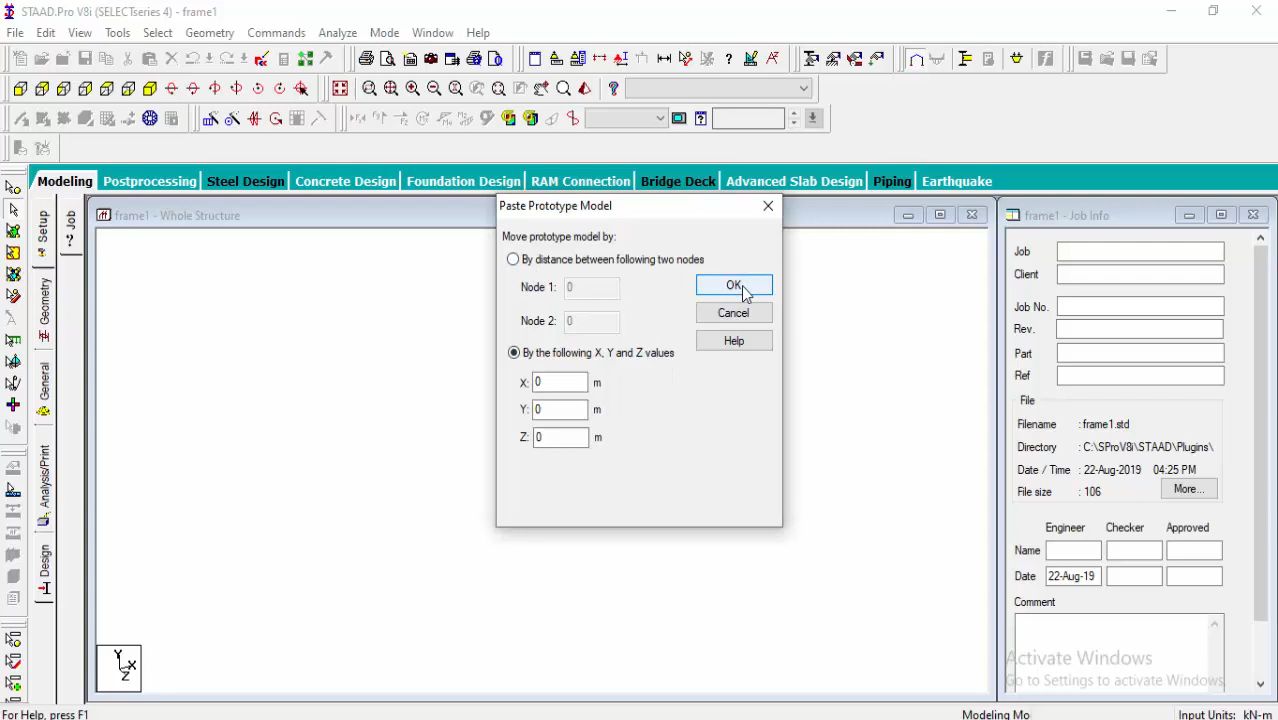 STAAD.Pro V8i (SELECTseries 4) - frame1
File Edit View Tools Select Geometry Commands Analyze Mode Window Help
Modeling Postprocessing Steel Design Concrete Design Foundation Design RAM Connection Bridge Deck Advanced Slab Design Piping Earthquake
Setup
Geometry
General
Analysis/Print
Design
Job
frame1 - Whole Structure
Paste Prototype Model
Move prototype model by:
By distance between following two nodes
Node 1: 0
Node 2: 0
OK
Cancel
Help
By the following X, Y and Z values
X: 0 m
Y: 0 m
Z: 0 m
Y
X
Z
frame1 - Job Info
Job
Client
Job No.
Rev.
Part
Ref
File
Filename : frame1.std
Directory : C:\SProV8i\STAAD\Plugins\
Date / Time : 22-Aug-2019 04:25 PM
File size : 106 More...
Engineer Checker Approved
Name
Date 22-Aug-19
Comment
Activate Windows
Go to Settings to activate Windows.
For Help, press F1
Modeling Mo
Input Units: kN-m